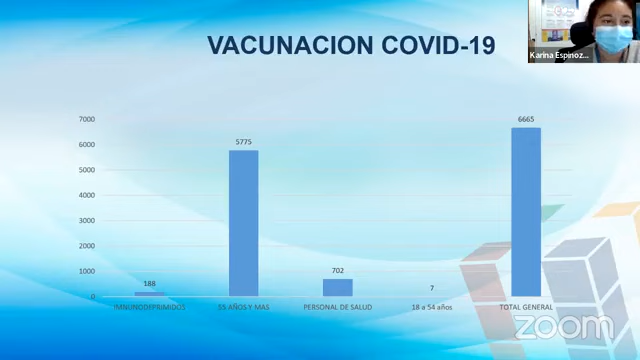 VACUNACION COVID-19
Karina Espinoz...
7000
6000
5000
4000
3000
2000
1000
0
188
5775
702
7
6665
IMNUNODEPRIMIDOS
55 AÑOS Y MAS
PERSONAL DE SALUD
18 a 54 años
TOTAL GENERAL
zoom